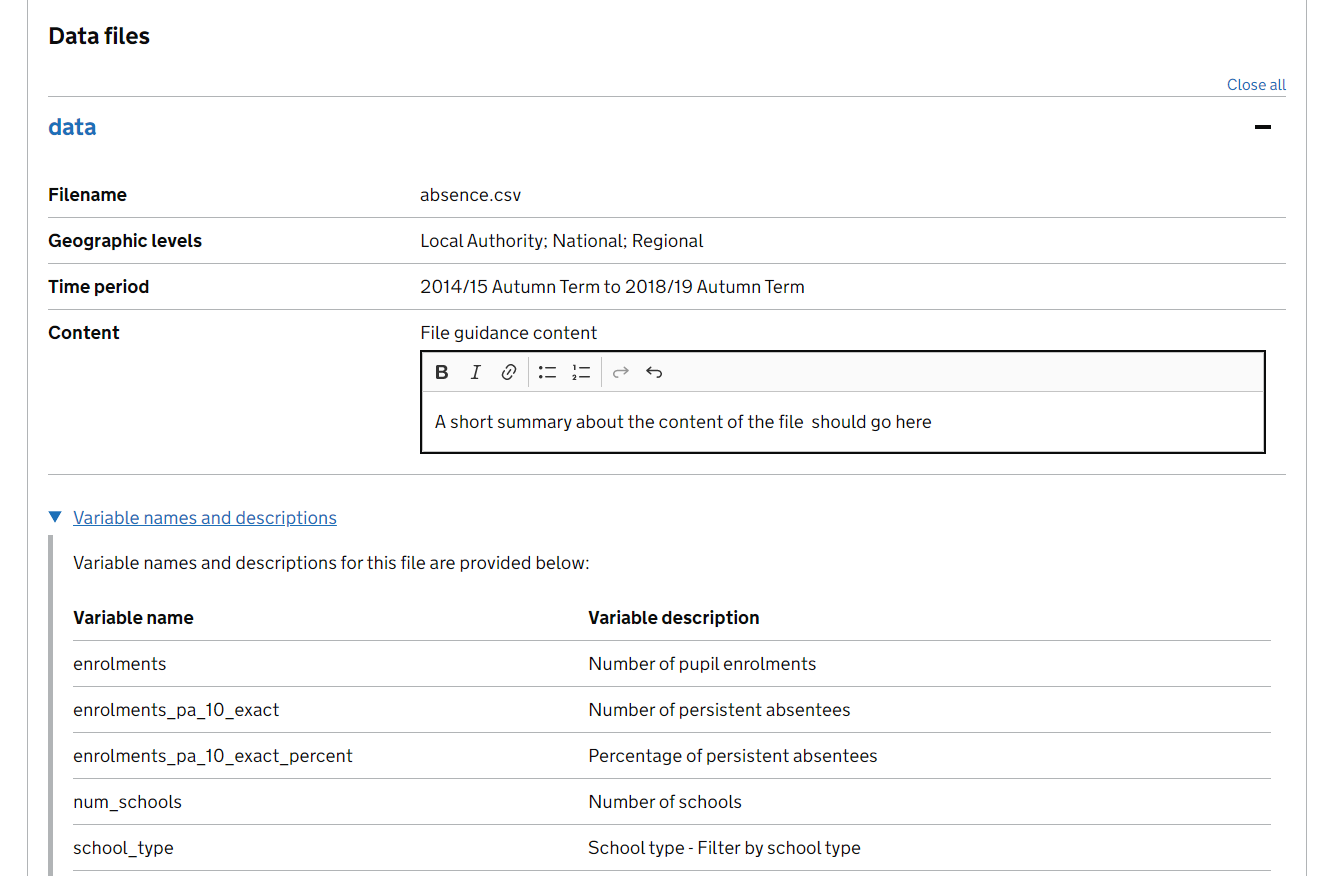 Data files
Close all
data
Filename absence.csv
Geographic levels Local Authority; National; Regional
Time period 2014/15 Autumn Term to 2018/19 Autumn Term
Content File guidance content
B I
A short summary about the content of the file  should go here
Variable names and descriptions
Variable names and descriptions for this file are provided below:
Variable name Variable description
enrolments Number of pupil enrolments
enrolments_pa_10_exact Number of persistent absentees
enrolments_pa_10_exact_percent Percentage of persistent absentees
num_schools Number of schools
school_type School type - Filter by school type